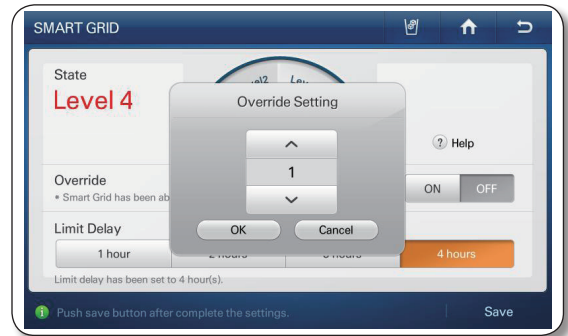 SMART GRID
State
Level 4
Override Setting
? Help
1
Override
• Smart Grid has been ab
ON OFF
OK Cancel
Limit Delay
1 hour 4 hours
Limit delay has been set to 4 hour(s).
i Push save button after complete the settings.
Save